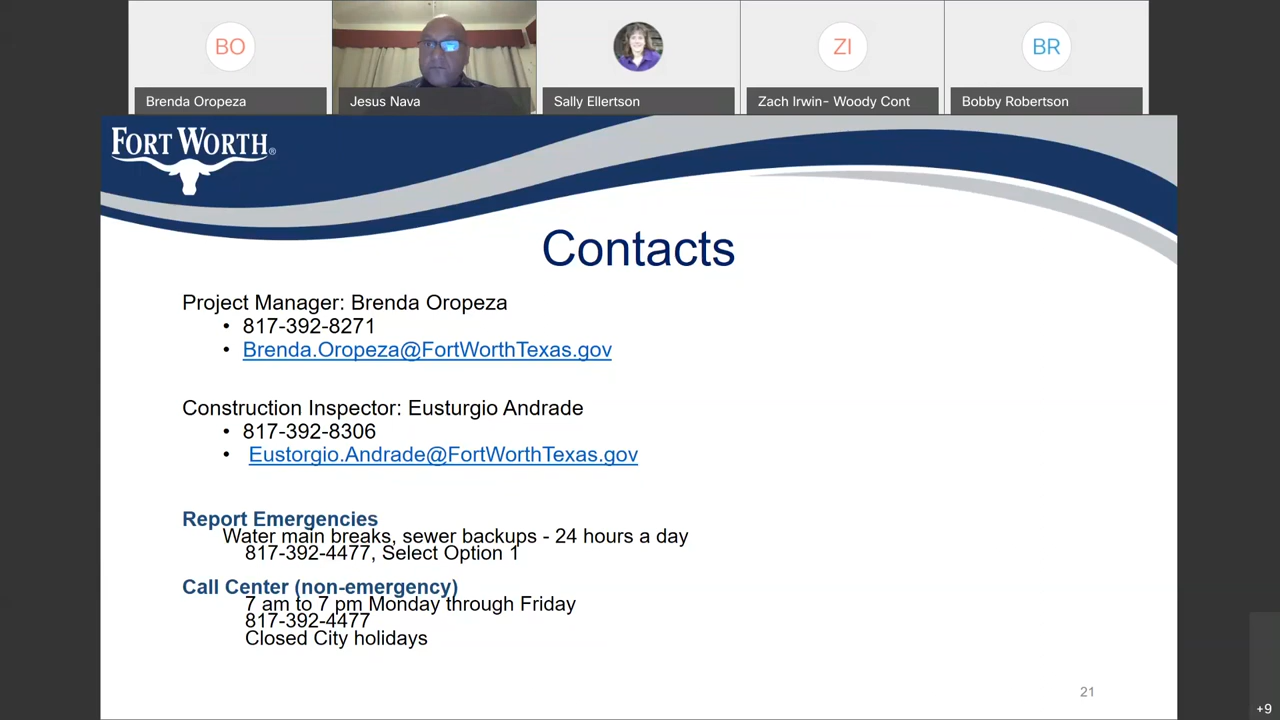 BO
ZI
BR
Brenda Oropeza
Jesus Nava
Sally Ellertson
Zach Irwin- Woody Cont
Bobby Robertson
FORT WORTH®
Contacts
Project Manager: Brenda Oropeza
• 817-392-8271
• Brenda.Oropeza@FortWorthTexas.gov
Construction Inspector: Eusturgio Andrade
• 817-392-8306
• Eustorgio.Andrade@FortWorthTexas.gov
Report Emergencies
Water main breaks, sewer backups - 24 hours a day
817-392-4477, Select Option 1
Call Center (non-emergency)
7 am to 7 pm Monday through Friday
817-392-4477
Closed City holidays
21
+9